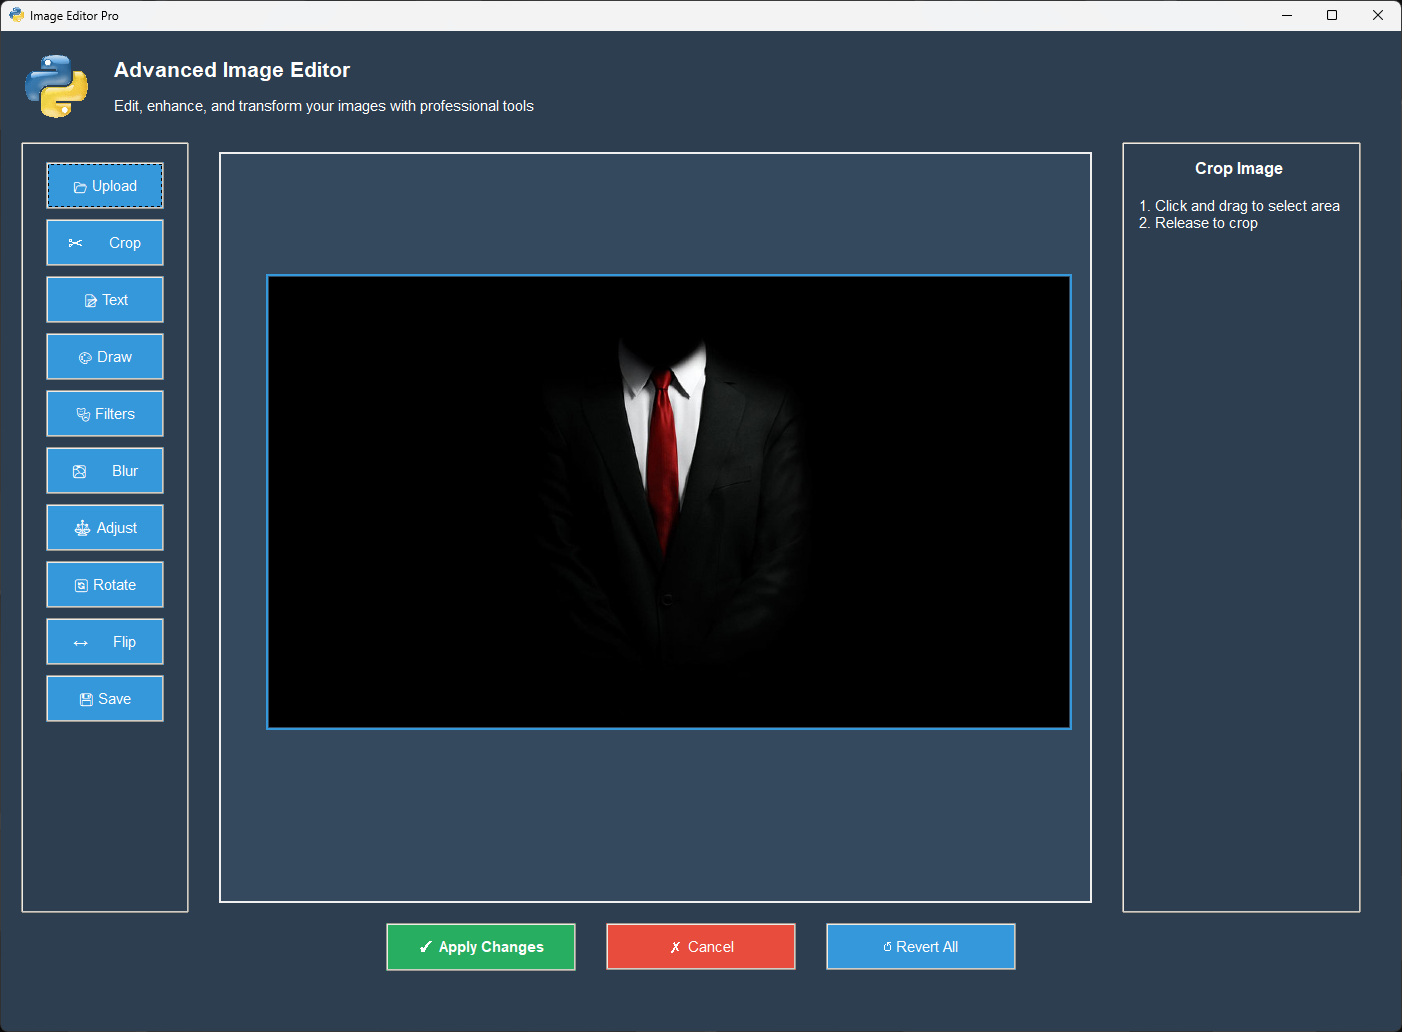 Image Editor Pro
Advanced Image Editor
Edit, enhance, and transform your images with professional tools
Upload
Crop
Text
Draw
Filters
Blur
Adjust
Rotate
Flip
Save
Crop Image
1. Click and drag to select area
2. Release to crop
✓ Apply Changes
✗ Cancel
↺ Revert All